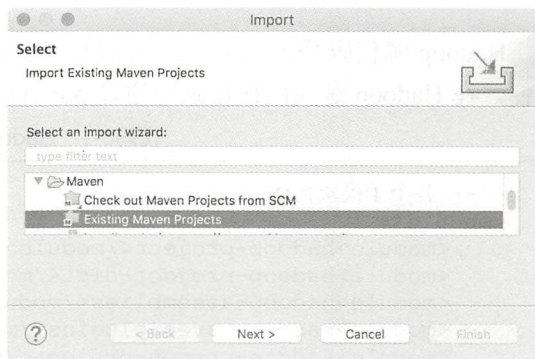 Import
Select
Import Existing Maven Projects
Select an import wizard:
type filter text
Maven
Check out Maven Projects from SCM
Existing Maven Projects
< Back
Next >
Cancel
Finish